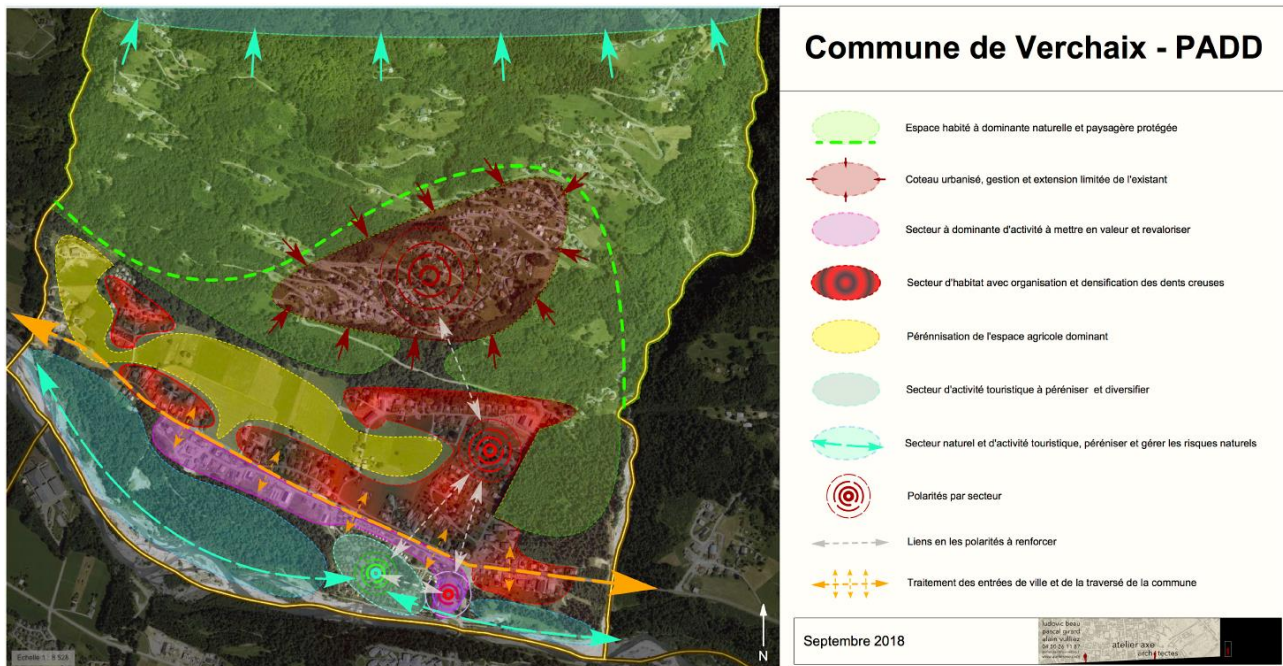 Commune de Verchaix - PADD
Espace habité à dominante naturelle et paysagère protégée
Coteau urbanisé, gestion et extension limitée de l'existant
Secteur à dominante d'activité à mettre en valeur et revaloriser
Secteur d'habitat avec organisation et densification des dents creuses
Pérénnisation de l'espace agricole dominant
Secteur d'activité touristique à péréniser et diversifier
Secteur naturel et d'activité touristique, péréniser et gérer les risques naturels
Polarités par secteur
Liens en les polarités à renforcer
Traitement des entrées de ville et de la traversé de la commune
N
Septembre 2018
ludovic beau
pascal girard
alain vulliez
atelier axe
architectes